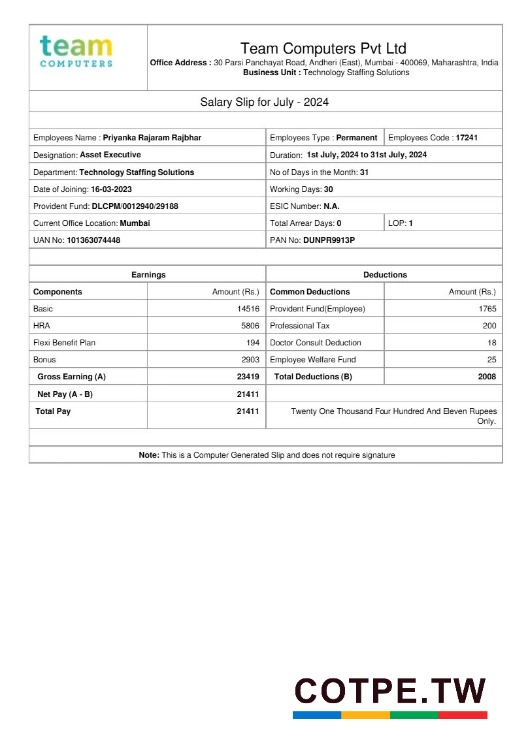 team
COMPUTERS
Team Computers Pvt Ltd
Office Address : 30 Parsi Panchayat Road, Andheri (East), Mumbai - 400069, Maharashtra, India
Business Unit : Technology Staffing Solutions
Salary Slip for July - 2024
Employees Name : Priyanka Rajaram Rajbhar Employees Type : Permanent Employees Code : 17241
Designation: Asset Executive Duration: 1st July, 2024 to 31st July, 2024
Department: Technology Staffing Solutions No of Days in the Month: 31
Date of Joining: 16-03-2023 Working Days: 30
Provident Fund: DLCPM/0012940/29188 ESIC Number: N.A.
Current Office Location: Mumbai Total Arrear Days: 0 LOP: 1
UAN No: 101363074448 PAN No: DUNPR9913P
Earnings Deductions
Components Amount (Rs.) Common Deductions Amount (Rs.)
Basic 14516 Provident Fund(Employee) 1765
HRA 5806 Professional Tax 200
Flexi Benefit Plan 194 Doctor Consult Deduction 18
Bonus 2903 Employee Welfare Fund 25
Gross Earning (A) 23419 Total Deductions (B) 2008
Net Pay (A - B) 21411
Total Pay 21411 Twenty One Thousand Four Hundred And Eleven Rupees
Only.
Note: This is a Computer Generated Slip and does not require signature
COTPE.TW